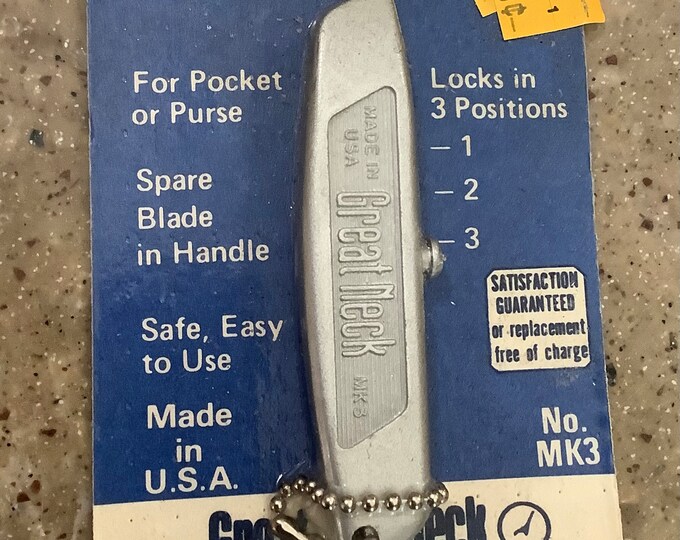 For Pocket
or Purse
Spare
Blade
in Handle
Safe, Easy
to Use
Made
in
U.S.A.
MADE IN
USA
Great Neck
MK3
Locks in
3 Positions
– 1
– 2
– 3
SATISFACTION
GUARANTEED
or replacement
free of charge
No.
MK3